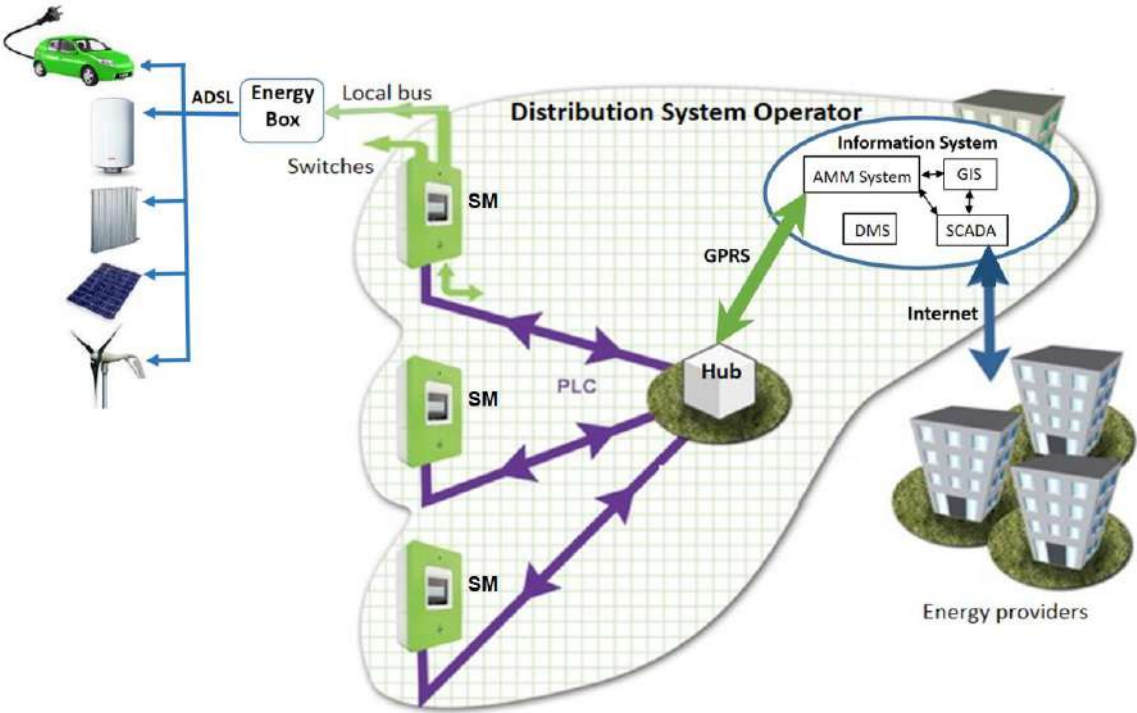 ADSL
Energy
Box
Local bus
Switches
Distribution System Operator
Information System
AMM System
GIS
DMS
SCADA
SM
GPRS
Internet
Hub
PLC
SM
SM
Energy providers